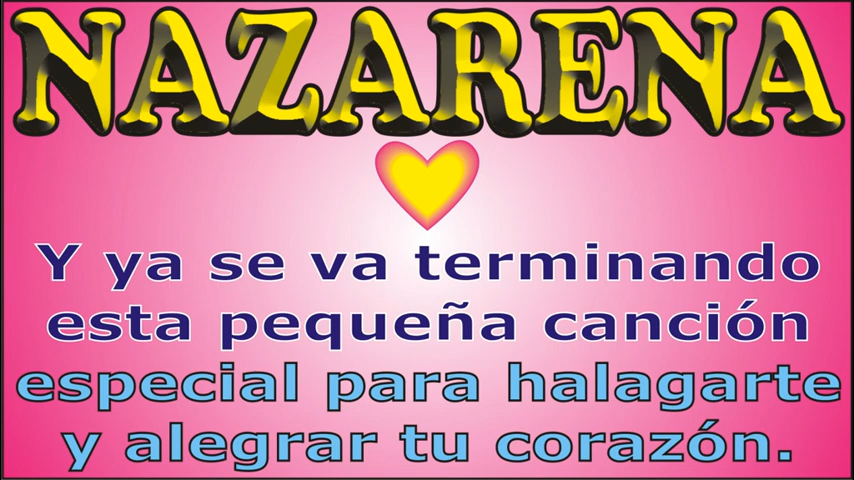 NAZARENA
Y ya se va terminando
esta pequeña canción
especial para halagarte
y alegrar tu corazón.